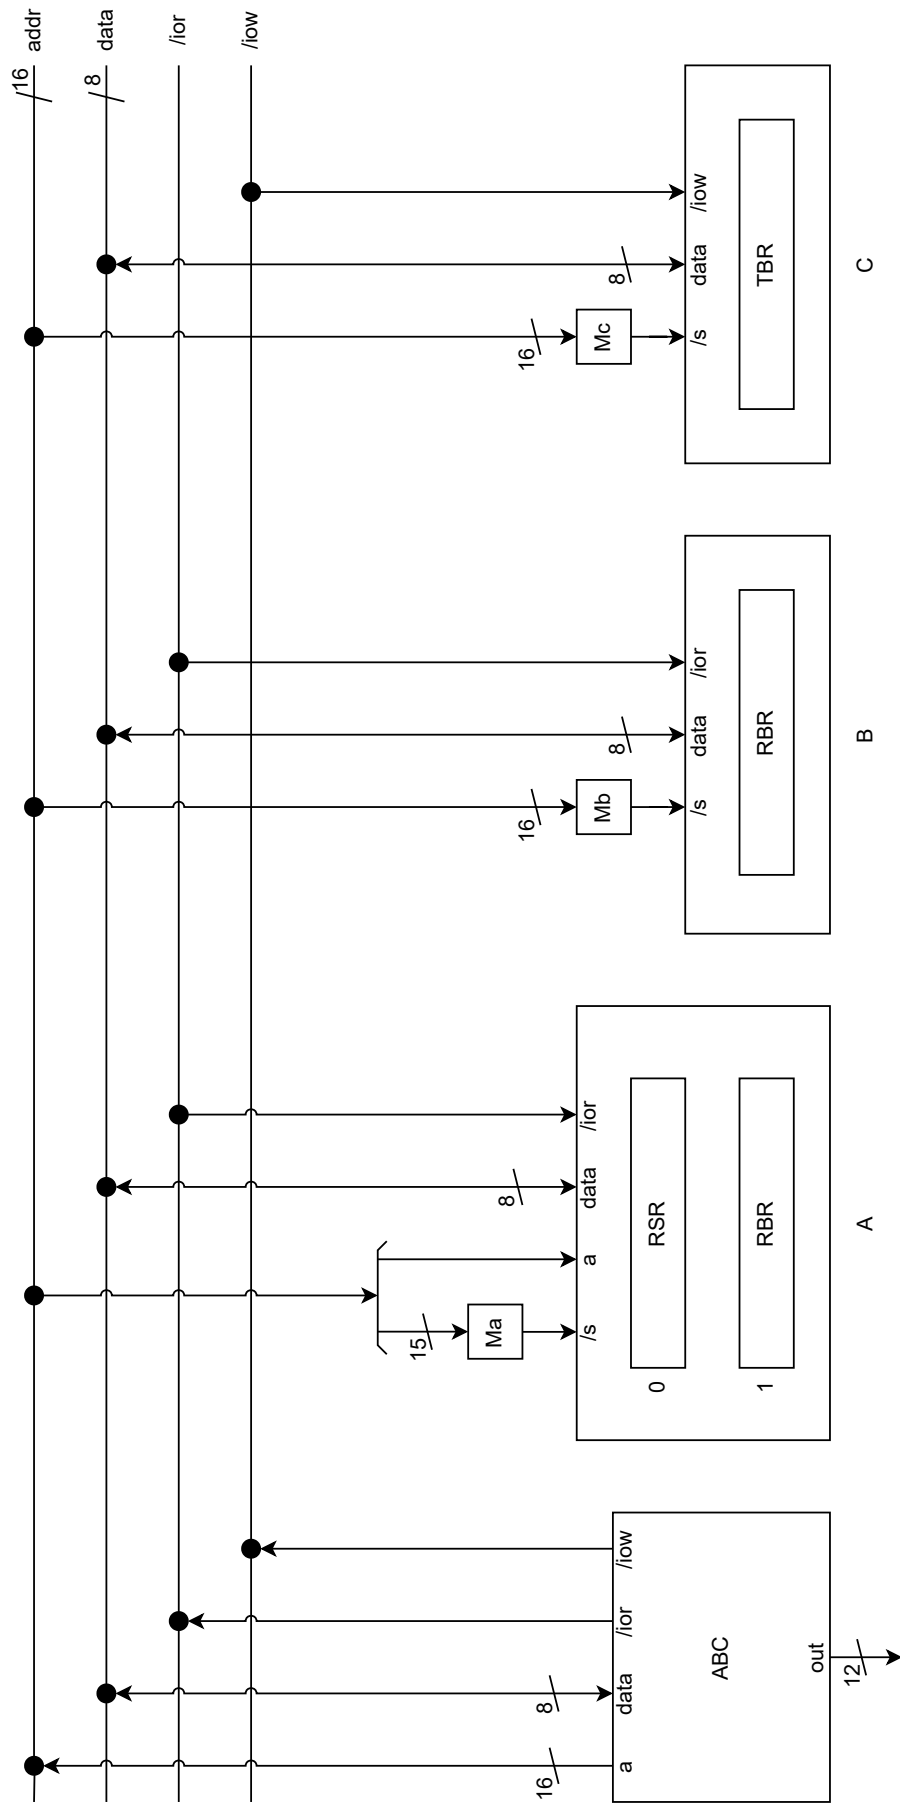 addr
16
data
8
/ior
/iow
16
a
8
data
/ior
/iow
ABC
out
12
15
Ma
/s
a
8
data
/ior
0
RSR
1
RBR
A
16
Mb
/s
8
data
/ior
RBR
B
16
Mc
/s
8
data
/iow
TBR
C